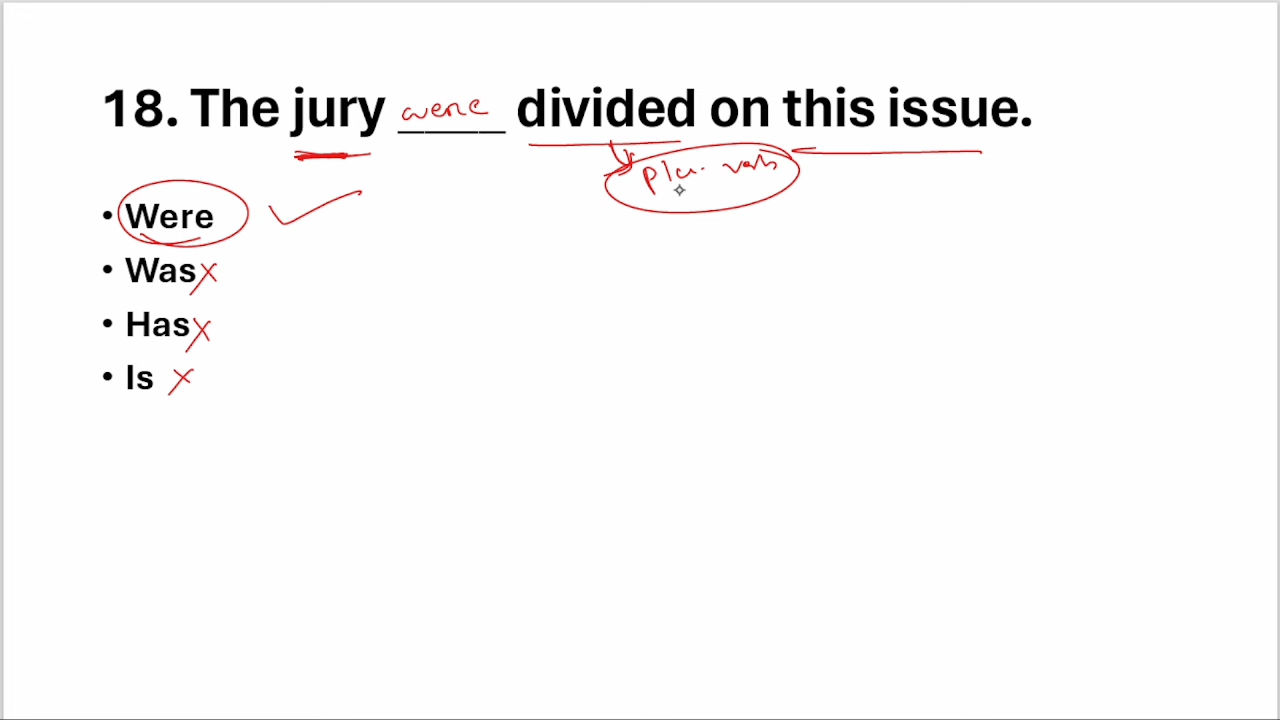 18. The jury were divided on this issue.
plu. verb
• Were
• Was x
• Has x
• Is x